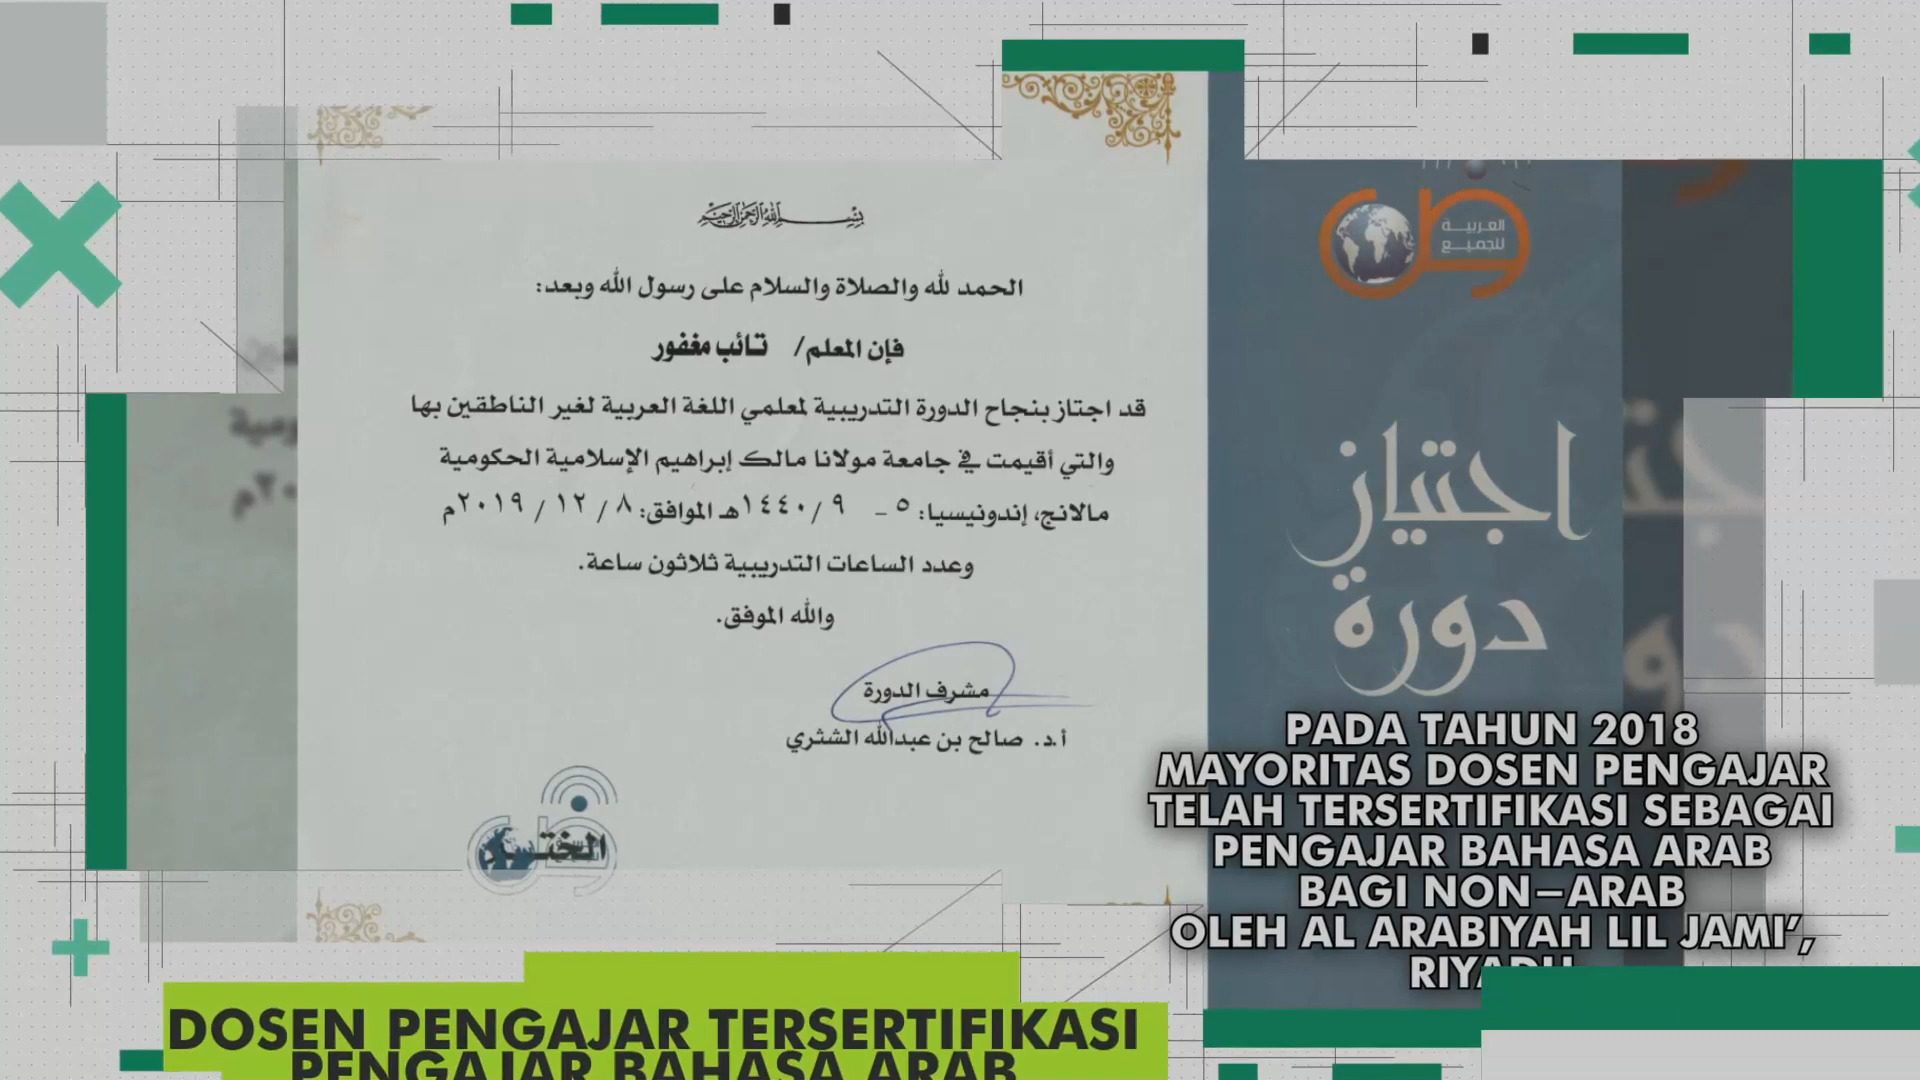 بسم الله الرحمن الرحيم
الحمد لله والصلاة والسلام على رسول الله وبعد:
فإن المعلم/ تائب مغفور
قد اجتاز بنجاح الدورة التدريبية لمعلمي اللغة العربية لغير الناطقين بها
والتي أقيمت في جامعة مولانا مالك إبراهيم الإسلامية الحكومية
مالانج، إندونيسيا: ٥ - ٩ /١٤٤٠هـ الموافق: ٨ / ١٢ / ٢٠١٩م
وعدد الساعات التدريبية ثلاثون ساعة.
والله الموفق.
مشرف الدورة
أ.د. صالح بن عبدالله الشثري
العربية
للجميع
اجتياز
دورة
PADA TAHUN 2018
MAYORITAS DOSEN PENGAJAR
TELAH TERSERTIFIKASI SEBAGAI
PENGAJAR BAHASA ARAB
BAGI NON-ARAB
OLEH AL ARABIYAH LIL JAMI',
RIYADH
DOSEN PENGAJAR TERSERTIFIKASI
PENGAJAR BAHASA ARAB